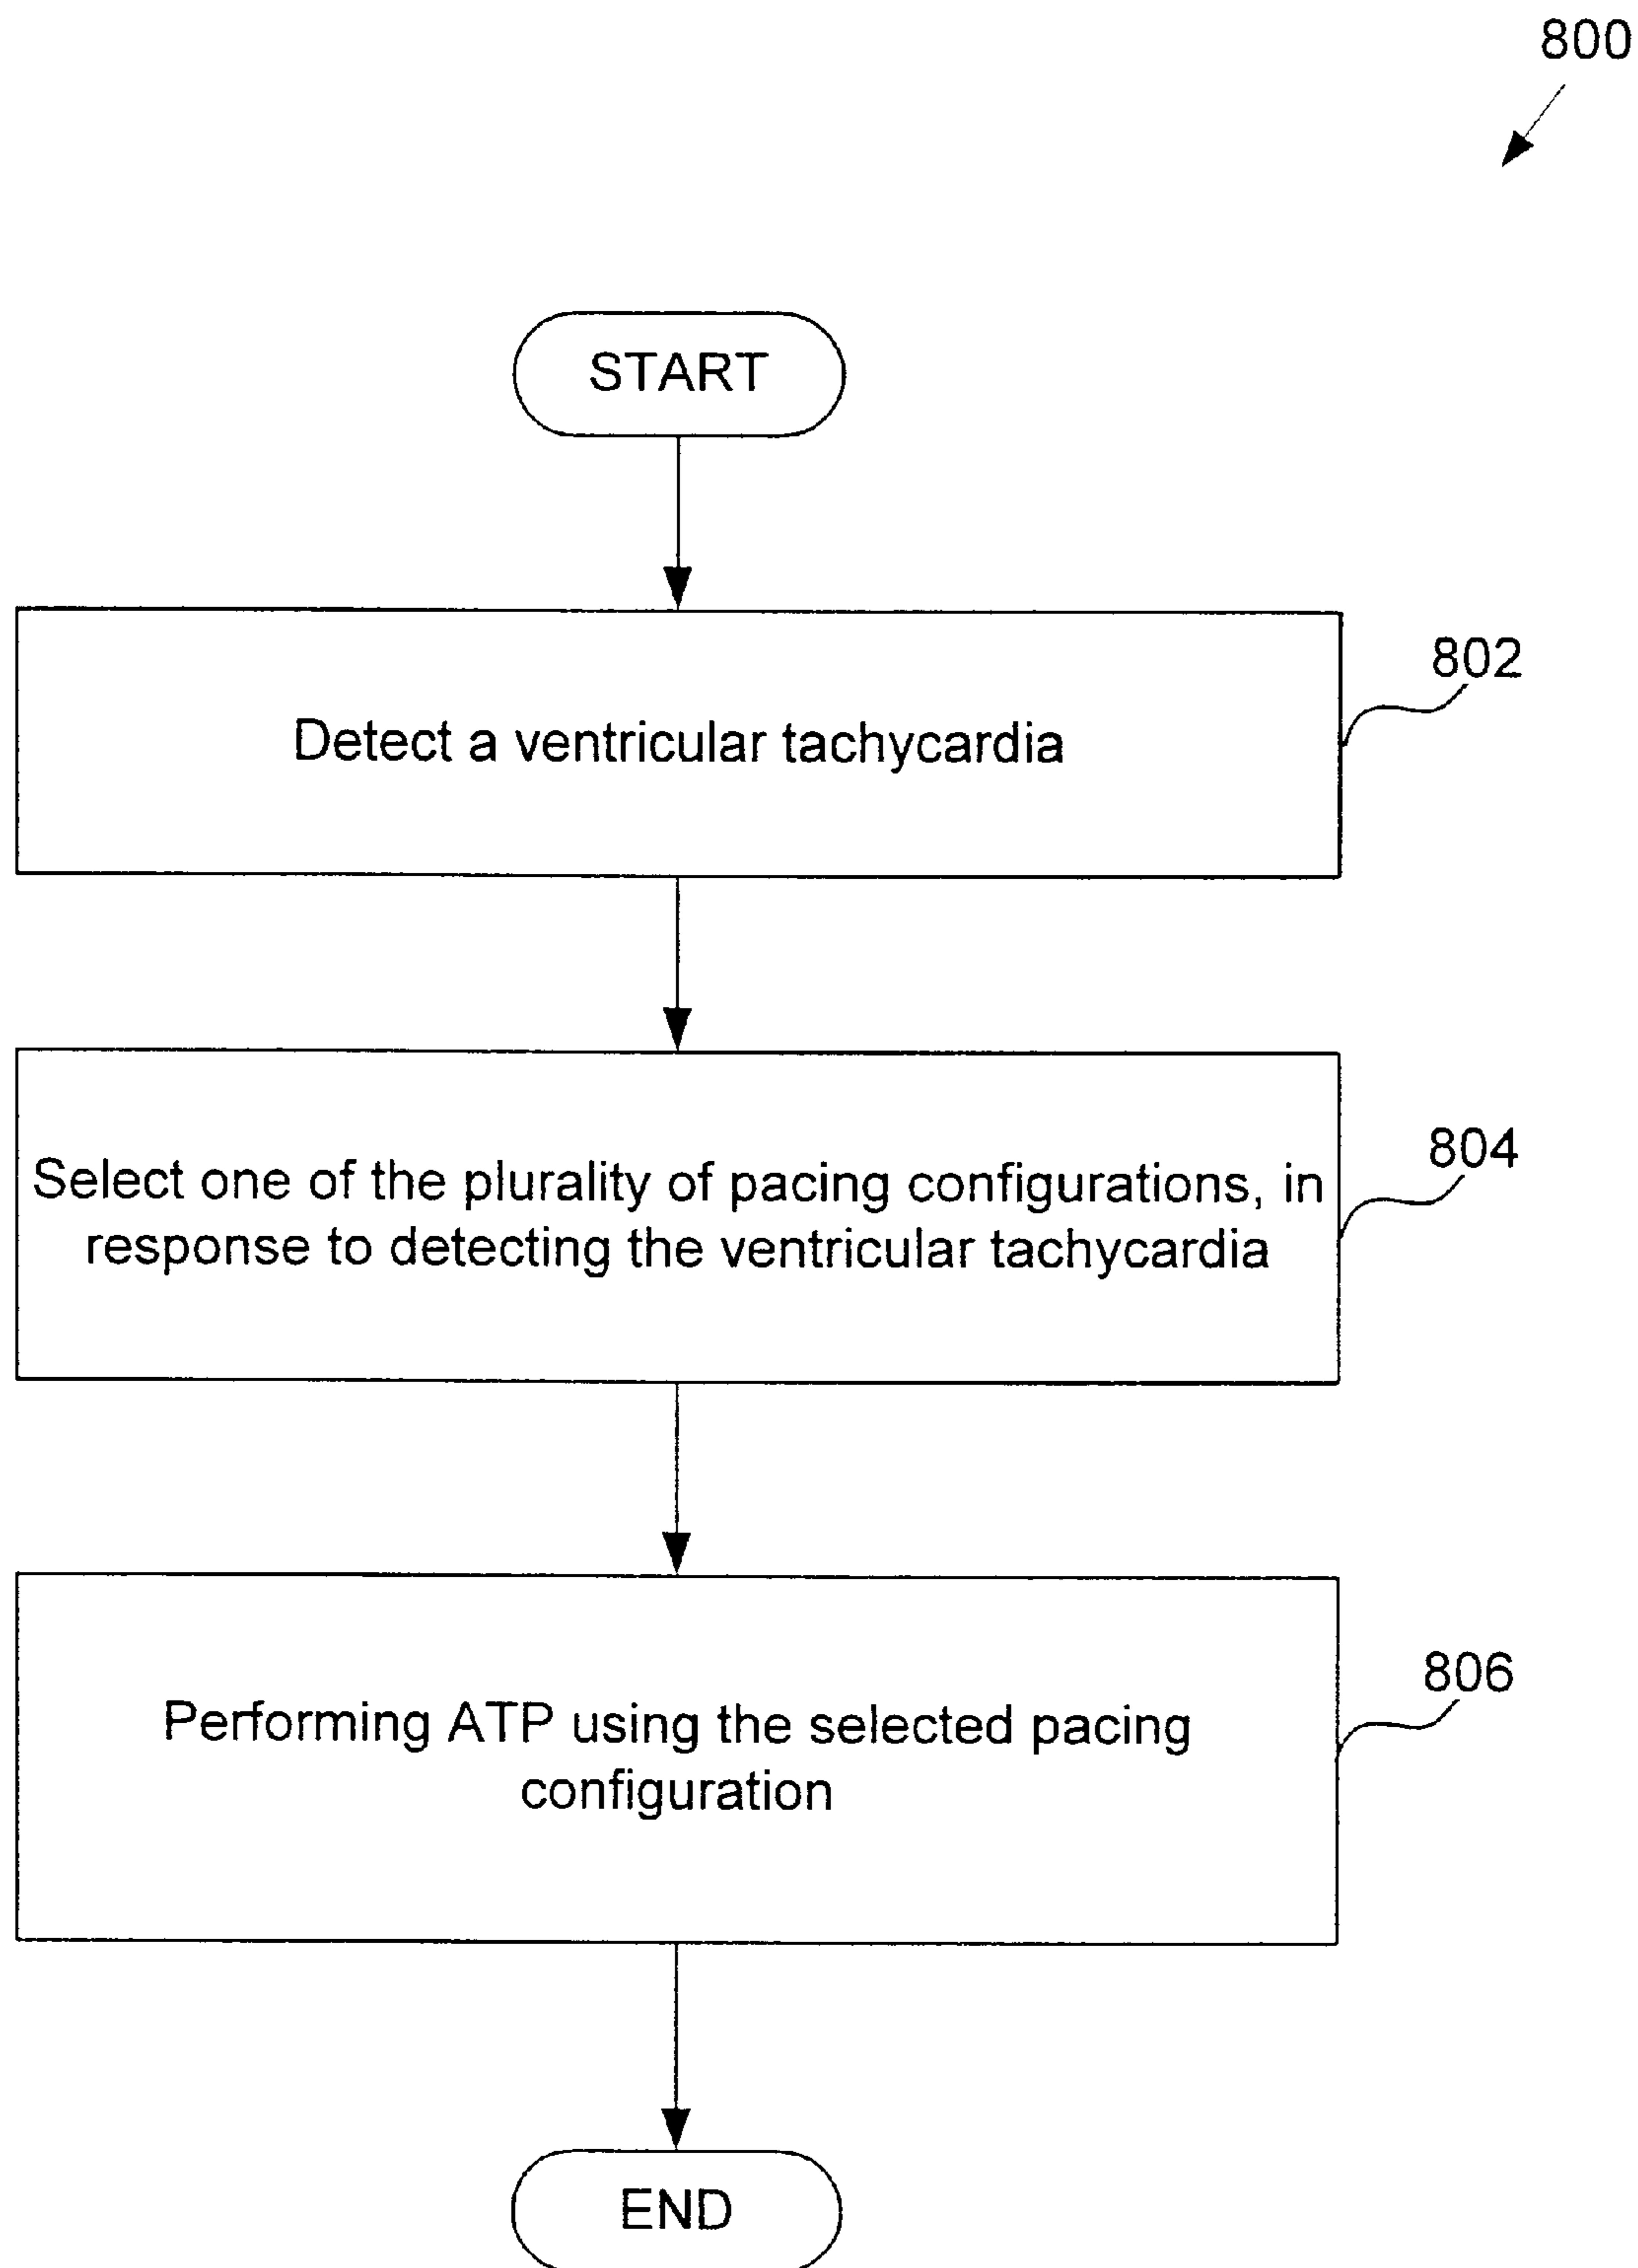 800
START
802
Detect a ventricular tachycardia
804
Select one of the plurality of pacing configurations, in
response to detecting the ventricular tachycardia
806
Performing ATP using the selected pacing
configuration
END